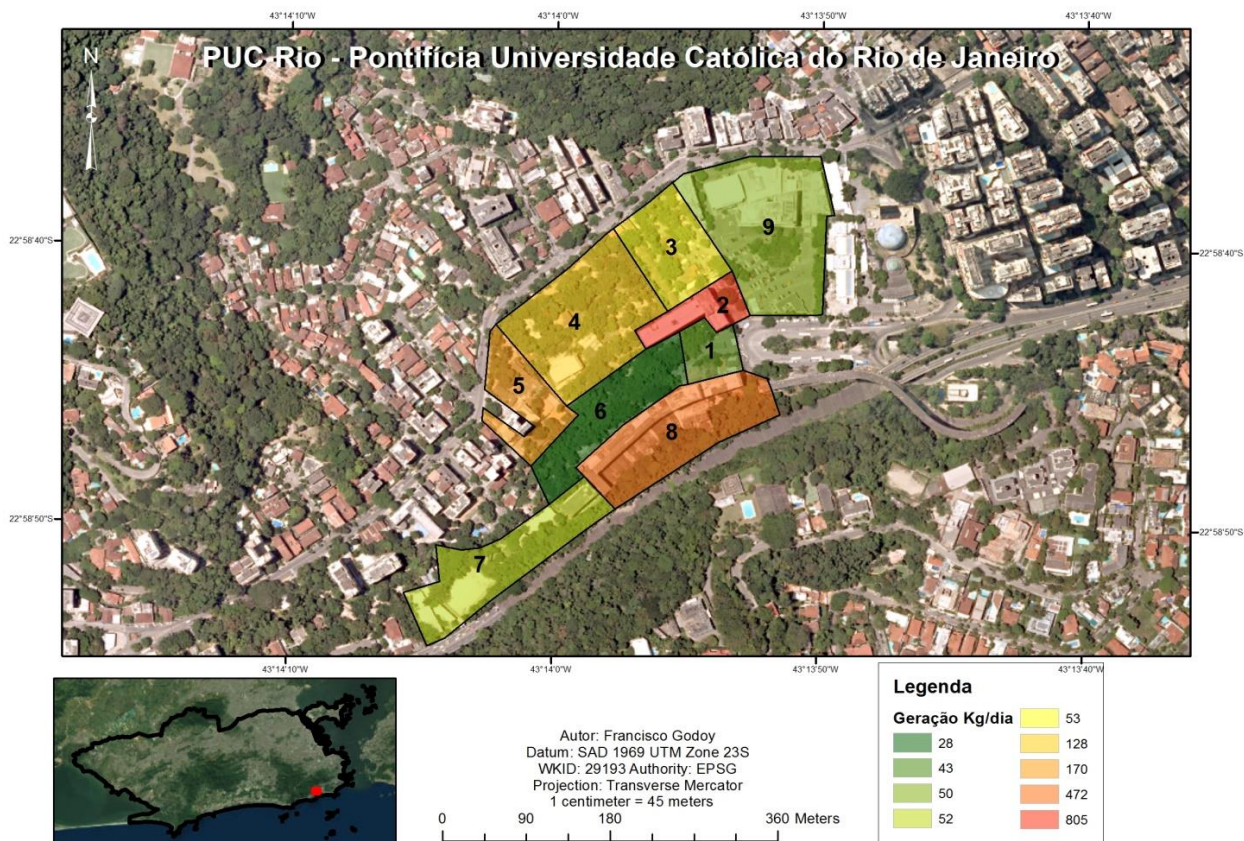 43°14'10"W
43°14'0"W
43°13'50"W
43°13'40"W
N
PUC-Rio - Pontifícia Universidade Católica do Rio de Janeiro
22°58'40"S
22°58'40"S
9
3
2
4
1
5
6
8
22°58'50"S
22°58'50"S
7
43°14'10"W
43°14'0"W
43°13'50"W
43°13'40"W
Autor: Francisco Godoy
Datum: SAD 1969 UTM Zone 23S
WKID: 29193 Authority: EPSG
Projection: Transverse Mercator
1 centimeter = 45 meters
0 90 180 360 Meters
Legenda
Geração Kg/dia
28
43
50
52
53
128
170
472
805